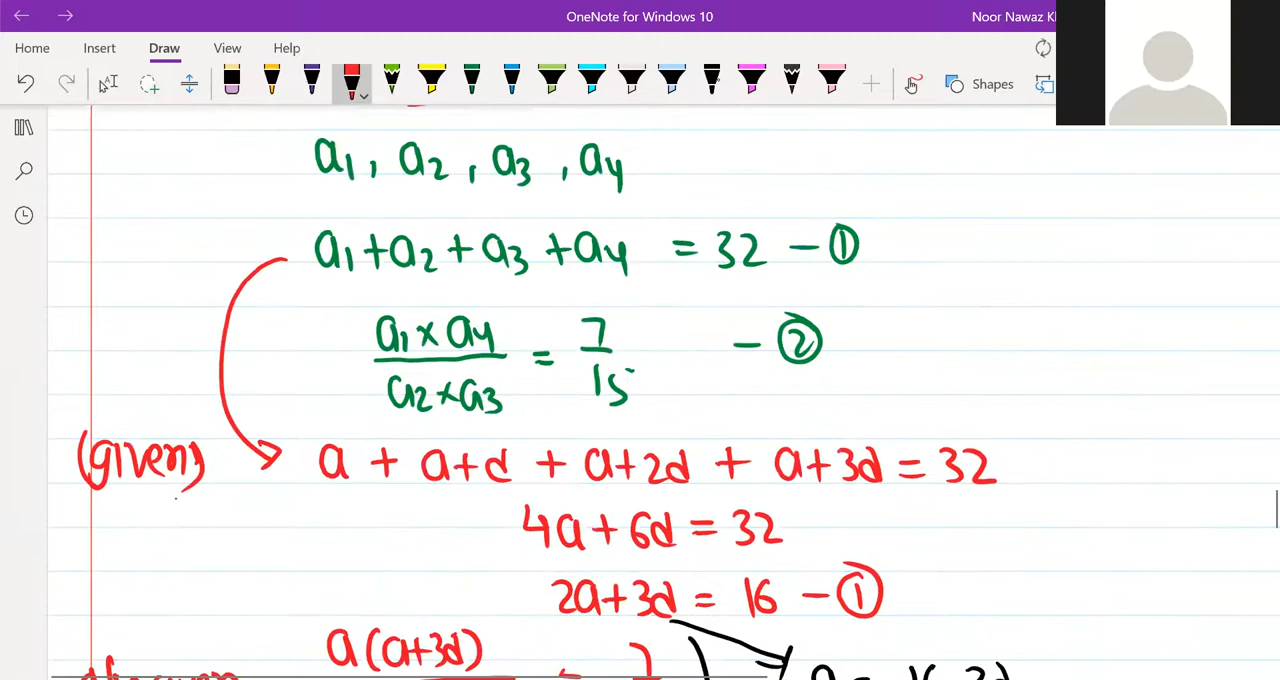 OneNote for Windows 10
Noor Nawaz
Home Insert Draw View Help
Shapes
a1, a2, a3, a4
a1+a2+a3+a4 = 32 - ①
a1×a4/a2×a3 = 7/15 - ②
(given) a + a+d + a+2d + a+3d = 32
4a+6d = 32
2a+3d = 16 - ①
a(a+3d)